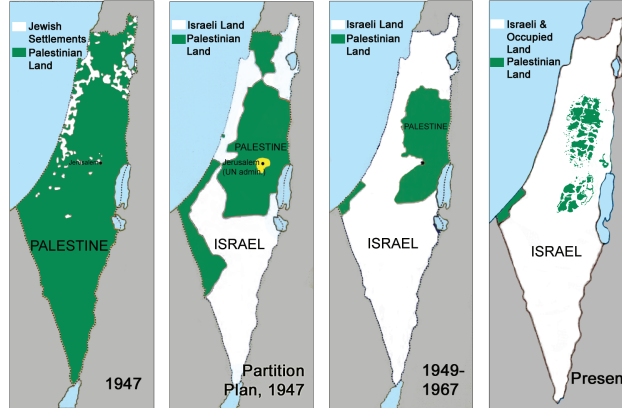 Jewish
Settlements
Palestinian
Land
Jerusalem
PALESTINE
1947
Israeli Land
Palestinian
Land
PALESTINE
Jerusalem
(UN admin.)
ISRAEL
Partition
Plan, 1947
Israeli Land
Palestinian
Land
PALESTINE
ISRAEL
1949-
1967
Israeli &
Occupied
Land
Palestinian
Land
ISRAEL
Presen